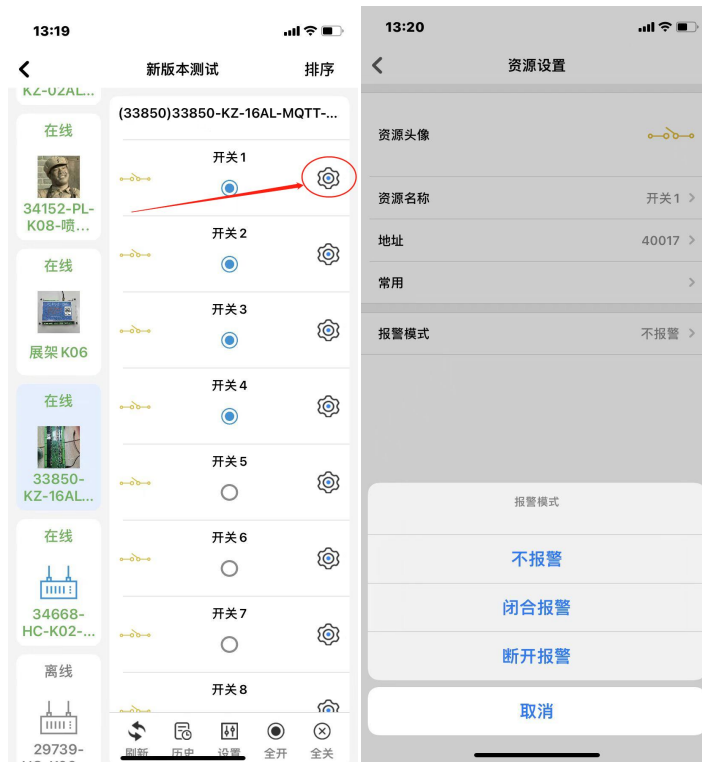 13:19
新版本测试
排序
KZ-02AL...
在线
34152-PL-
K08-喷...
在线
展架K06
在线
33850-
KZ-16AL...
在线
34668-
HC-K02-...
离线
29739-
(33850)33850-KZ-16AL-MQTT-...
开关1
开关2
开关3
开关4
开关5
开关6
开关7
开关8
刷新
历史
设置
全开
全关
13:20
资源设置
资源头像
资源名称
开关1
地址
40017
常用
报警模式
不报警
报警模式
不报警
闭合报警
断开报警
取消